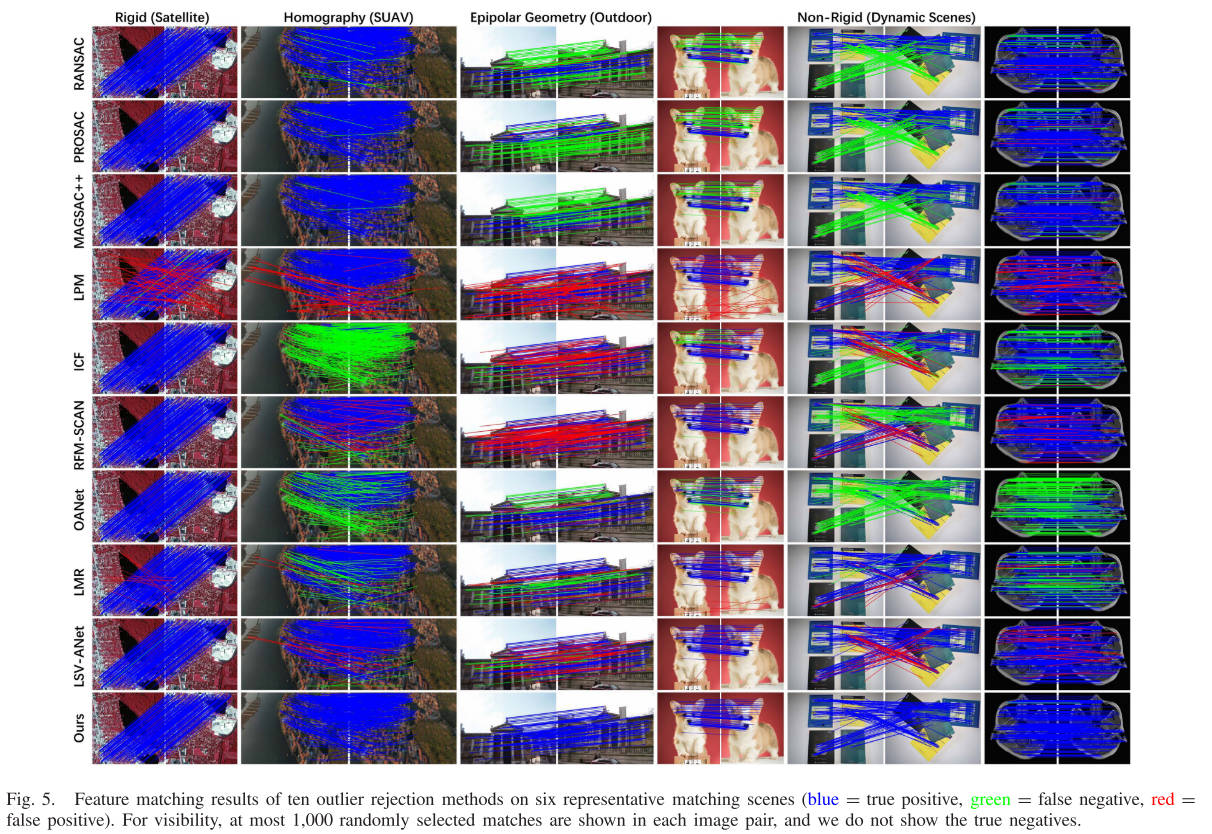 Rigid (Satellite) Homography (SUAV) Epipolar Geometry (Outdoor) Non-Rigid (Dynamic Scenes)
RANSAC
PROSAC
MAGSAC++
LPM
ICF
RFM-SCAN
OANet
LMR
LSV-ANet
Ours
Fig. 5. Feature matching results of ten outlier rejection methods on six representative matching scenes (blue = true positive, green = false negative, red =
false positive). For visibility, at most 1,000 randomly selected matches are shown in each image pair, and we do not show the true negatives.